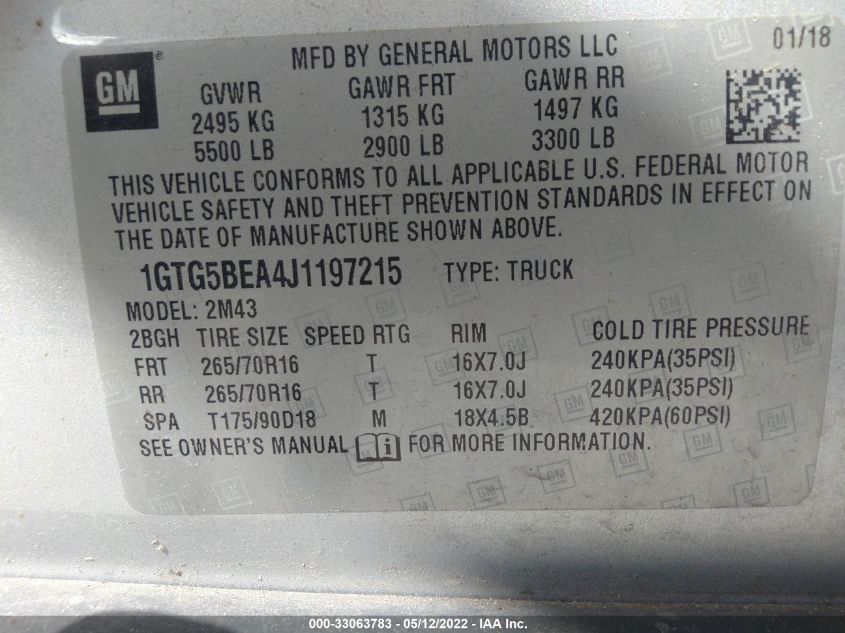 GM ® MFD BY GENERAL MOTORS LLC 01/18
GVWR GAWR FRT GAWR RR
2495 KG 1315 KG 1497 KG
5500 LB 2900 LB 3300 LB
THIS VEHICLE CONFORMS TO ALL APPLICABLE U.S. FEDERAL MOTOR
VEHICLE SAFETY AND THEFT PREVENTION STANDARDS IN EFFECT ON
THE DATE OF MANUFACTURE SHOWN ABOVE.
1GTG5BEA4J1197215 TYPE: TRUCK
MODEL: 2M43
2BGH TIRE SIZE SPEED RTG RIM COLD TIRE PRESSURE
FRT 265/70R16 T 16X7.0J 240KPA(35PSI)
RR 265/70R16 T 16X7.0J 240KPA(35PSI)
SPA T175/90D18 M 18X4.5B 420KPA(60PSI)
SEE OWNER'S MANUAL i FOR MORE INFORMATION.
000-33063783 - 05/12/2022 - IAA Inc.